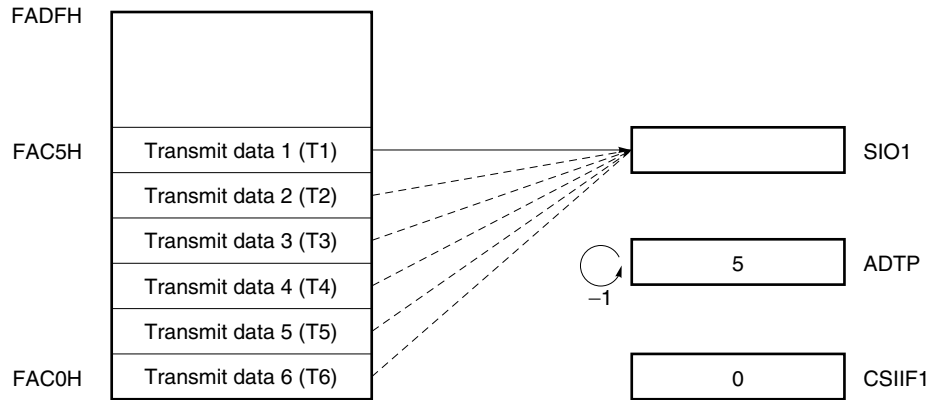 FADFH
FAC5H Transmit data 1 (T1) SIO1
Transmit data 2 (T2)
Transmit data 3 (T3)
5 ADTP
Transmit data 4 (T4)
−1
Transmit data 5 (T5)
FAC0H Transmit data 6 (T6) 0 CSIIF1